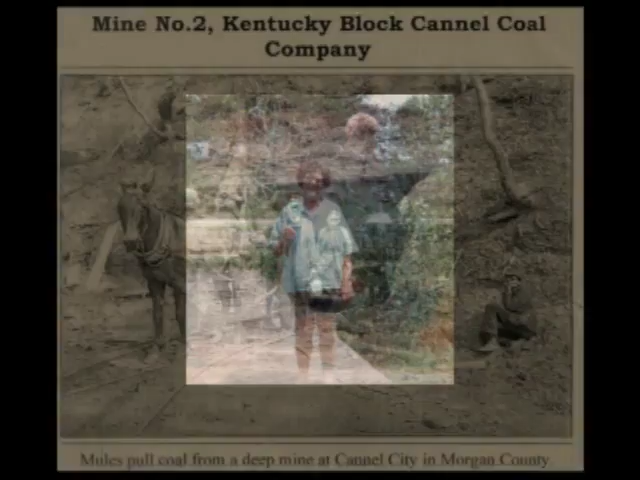 Mine No.2, Kentucky Block Cannel Coal
Company
Mules pull coal from a deep mine at Cannel City in Morgan County